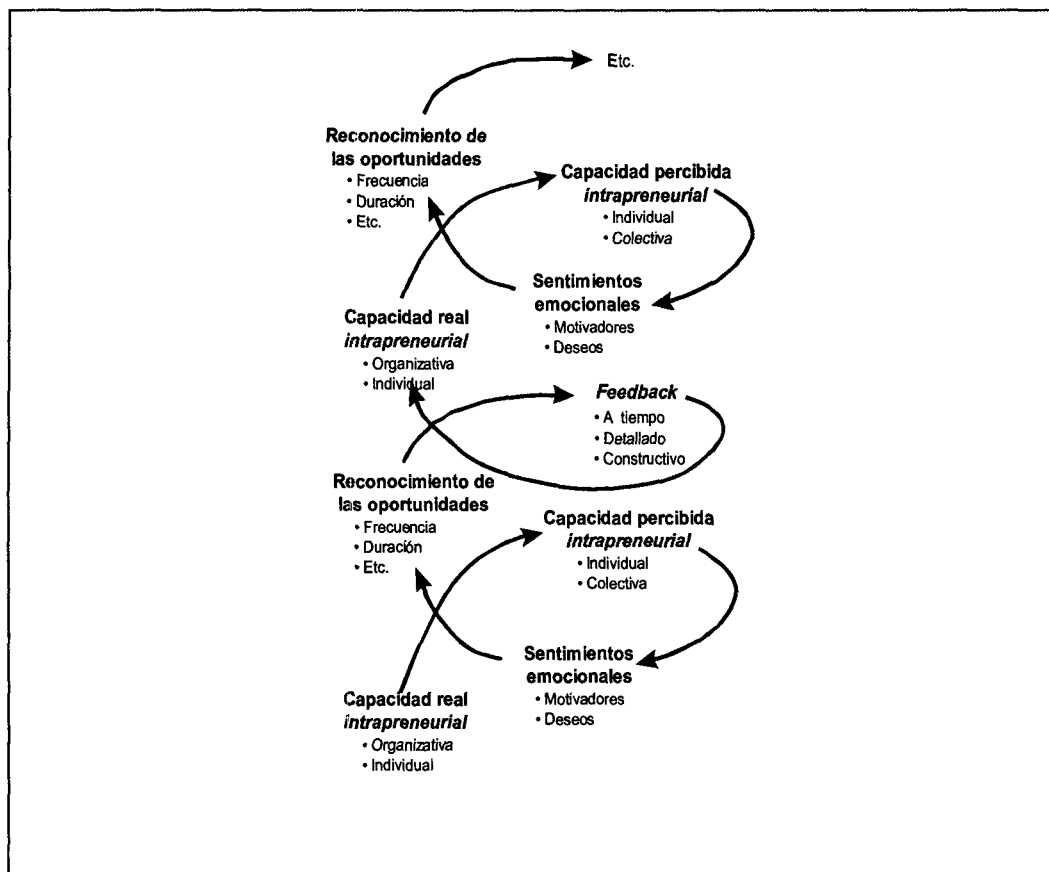 Etc.
Reconocimiento de
las oportunidades
• Frecuencia
• Duración
• Etc.
Capacidad percibida
intrapreneurial
• Individual
• Colectiva
Sentimientos
emocionales
• Motivadores
• Deseos
Capacidad real
intrapreneurial
• Organizativa
• Individual
Feedback
• A tiempo
• Detallado
• Constructivo
Reconocimiento de
las oportunidades
• Frecuencia
• Duración
• Etc.
Capacidad percibida
intrapreneurial
• Individual
• Colectiva
Sentimientos
emocionales
• Motivadores
• Deseos
Capacidad real
intrapreneurial
• Organizativa
• Individual